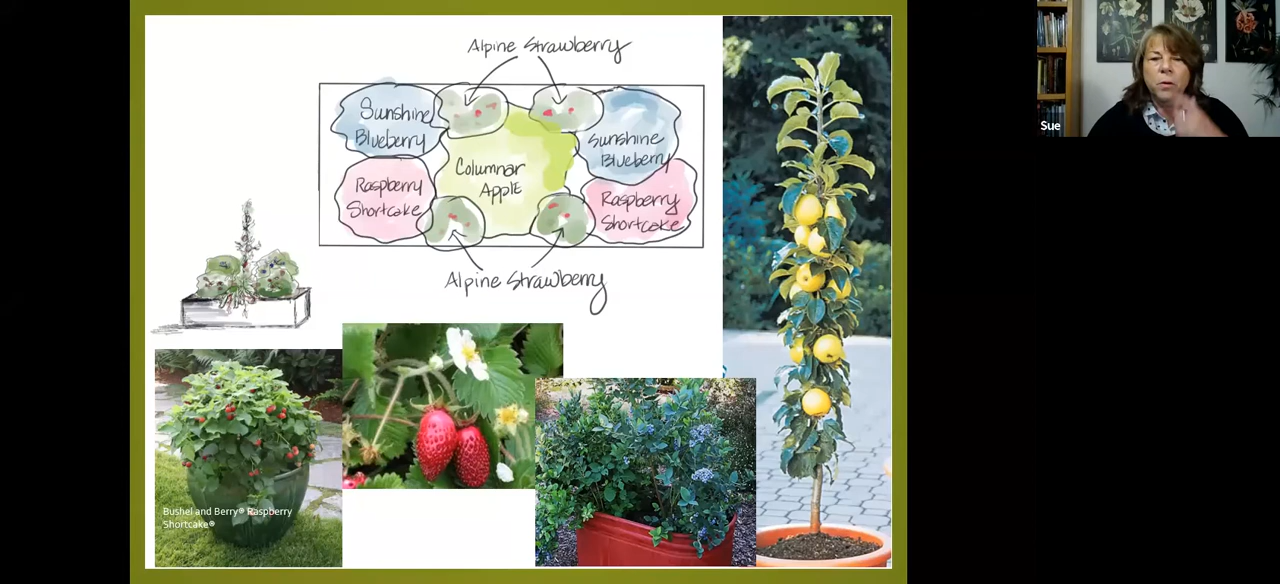 Alpine Strawberry
Sunshine
Blueberry
Sunshine
Blueberry
Columnar
Apple
Raspberry
Shortcake
Raspberry
Shortcake
Alpine Strawberry
Bushel and Berry® Raspberry
Shortcake®
Sue